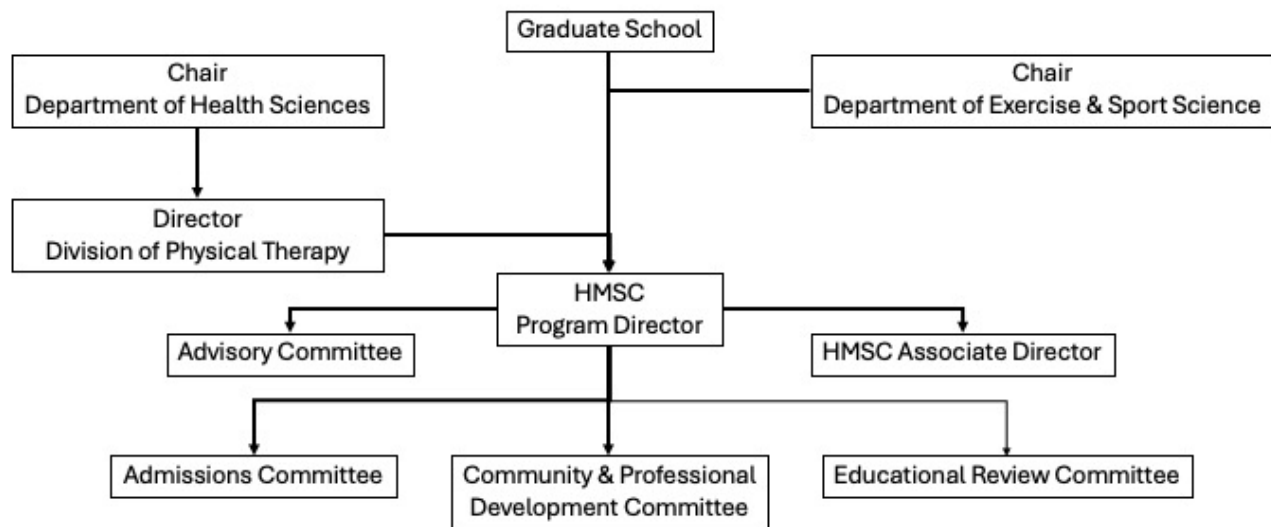 Graduate School
Chair
Department of Health Sciences
Chair
Department of Exercise & Sport Science
Director
Division of Physical Therapy
HMSC
Program Director
Advisory Committee
HMSC Associate Director
Admissions Committee
Community & Professional
Development Committee
Educational Review Committee